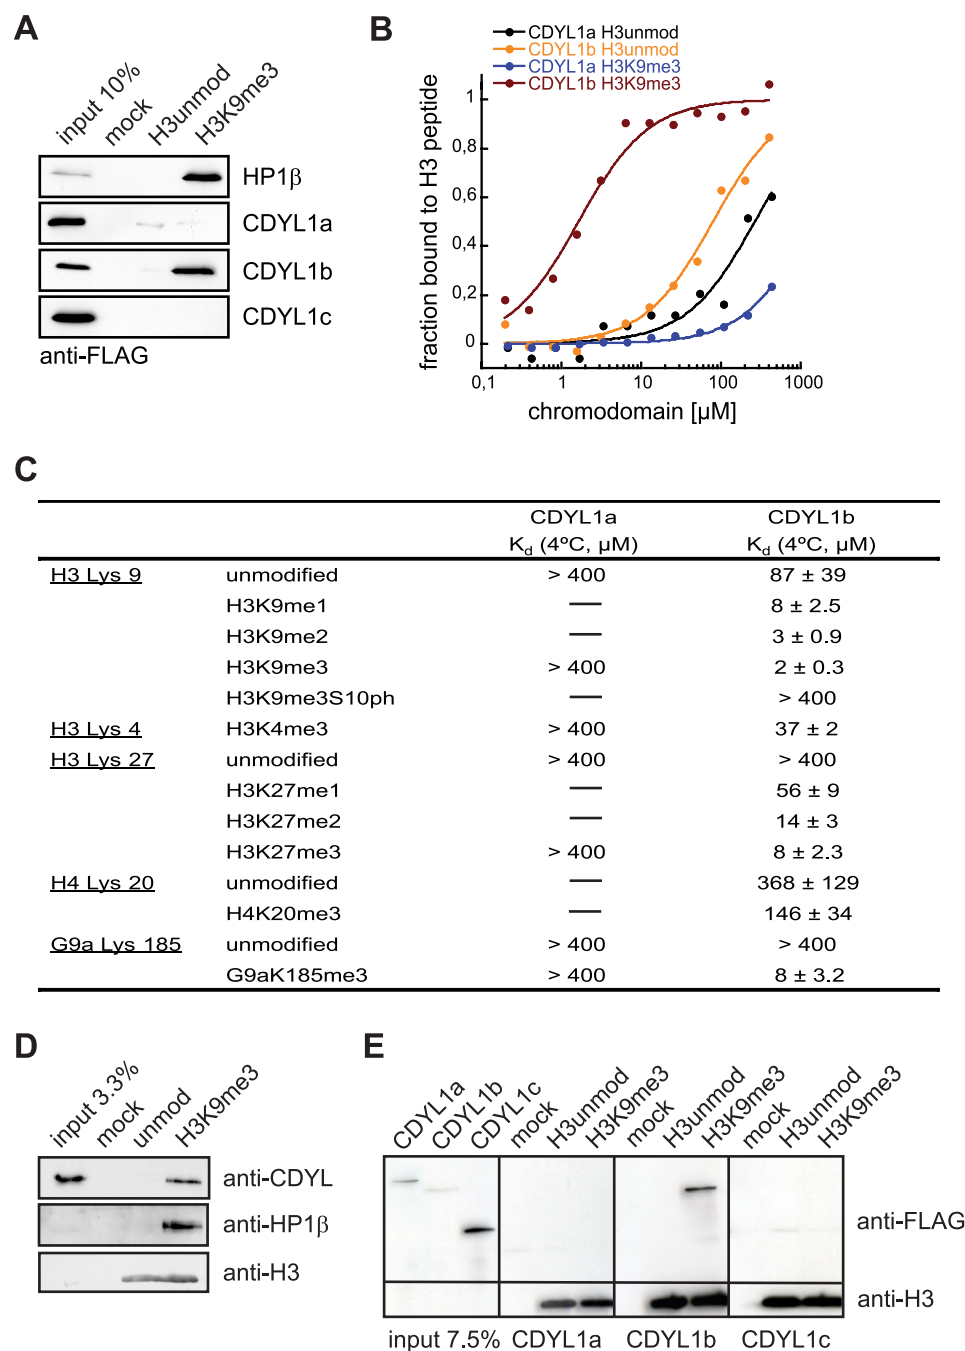 A
input 10%
mock
H3unmod
H3K9me3
HP1β
CDYL1a
CDYL1b
CDYL1c
anti-FLAG
B
CDYL1a H3unmod
CDYL1b H3unmod
CDYL1a H3K9me3
CDYL1b H3K9me3
fraction bound to H3 peptide
1
0,8
0,6
0,4
0,2
0
0,1
1
10
100
1000
chromodomain [µM]
C
CDYL1a CDYL1b
Kd (4ºC, µM) Kd (4ºC, µM)
H3 Lys 9 unmodified > 400 87 ± 39
H3K9me1 — 8 ± 2.5
H3K9me2 — 3 ± 0.9
H3K9me3 > 400 2 ± 0.3
H3K9me3S10ph — > 400
H3 Lys 4 H3K4me3 > 400 37 ± 2
H3 Lys 27 unmodified > 400 > 400
H3K27me1 — 56 ± 9
H3K27me2 — 14 ± 3
H3K27me3 > 400 8 ± 2.3
H4 Lys 20 unmodified — 368 ± 129
H4K20me3 — 146 ± 34
G9a Lys 185 unmodified > 400 > 400
G9aK185me3 > 400 8 ± 3.2
D
input 3.3%
mock
unmod
H3K9me3
anti-CDYL
anti-HP1β
anti-H3
E
CDYL1a
CDYL1b
CDYL1c
mock
H3unmod
H3K9me3
mock
H3unmod
H3K9me3
mock
H3unmod
H3K9me3
anti-FLAG
anti-H3
input 7.5% CDYL1a CDYL1b CDYL1c